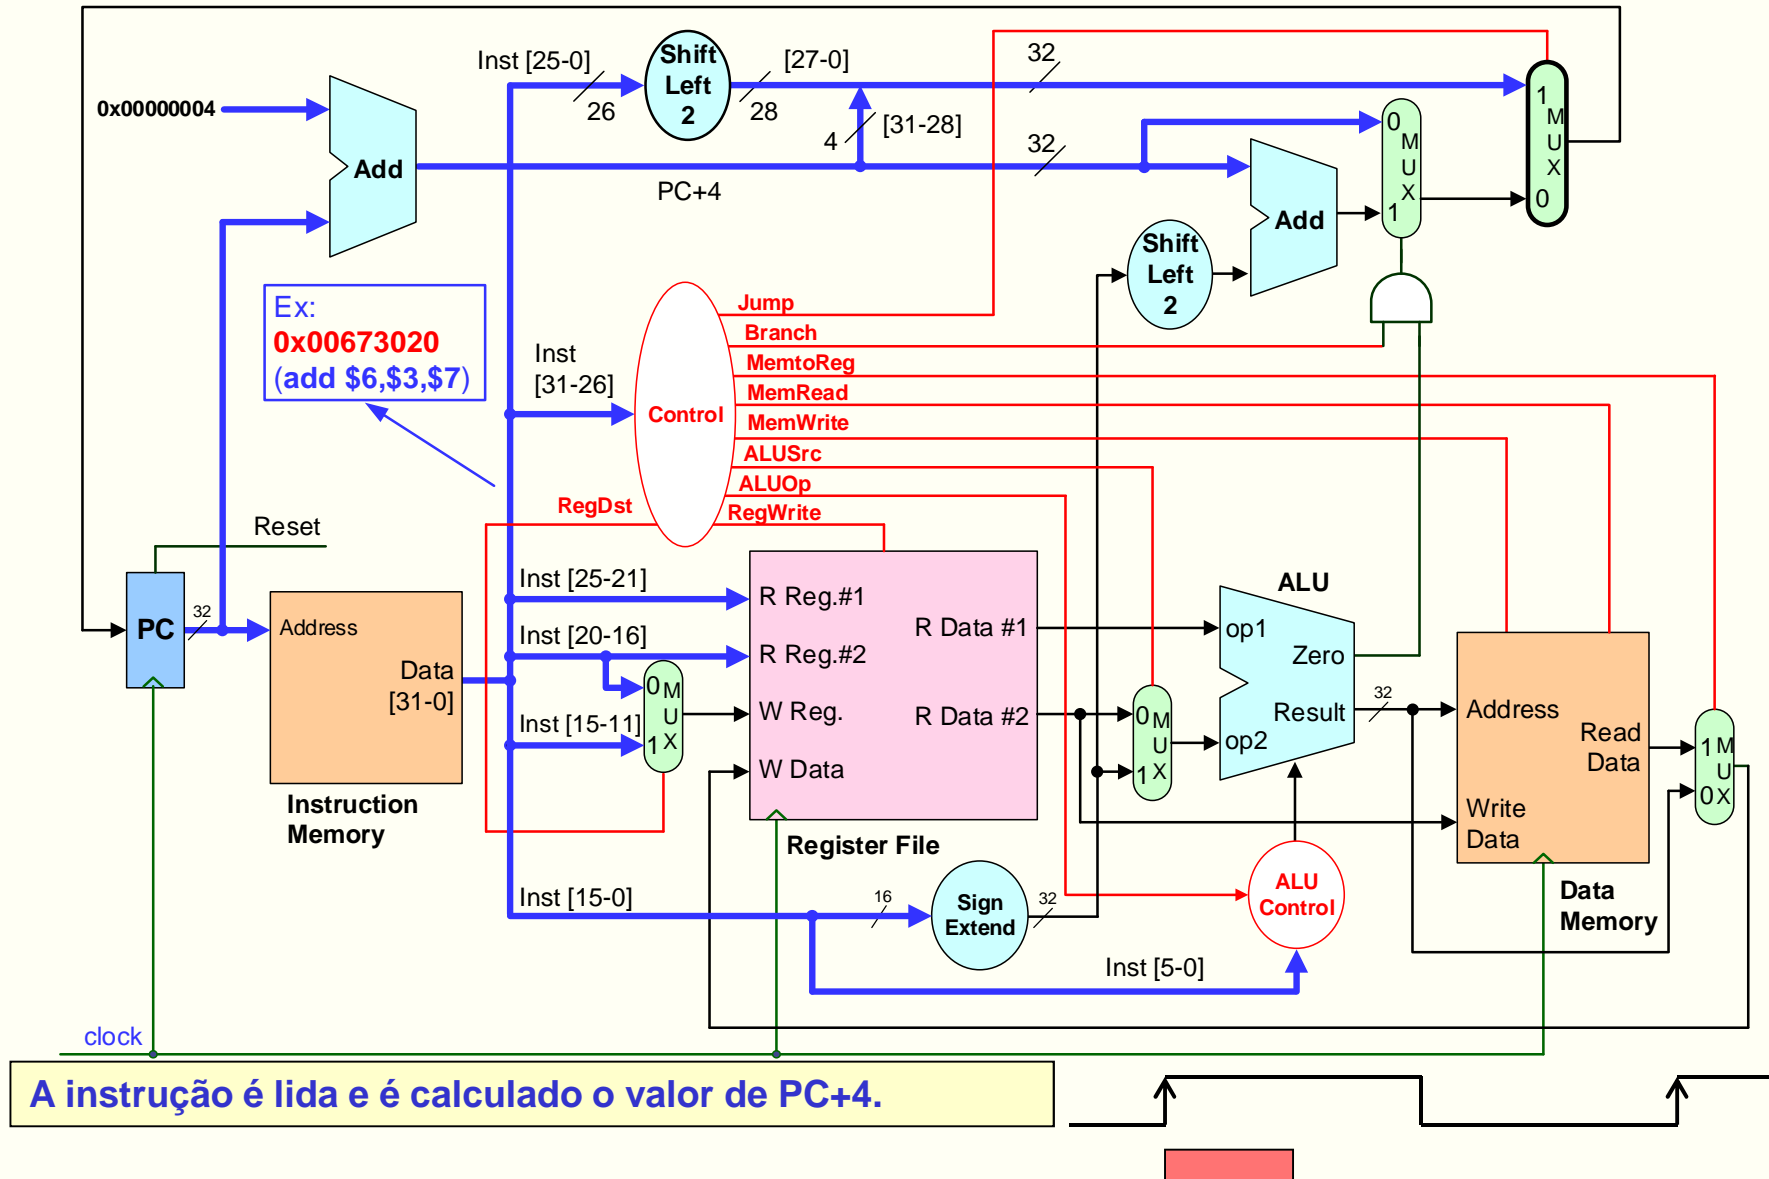 Inst [25-0]
26
Shift
Left
2
[27-0]
28
4
[31-28]
32
32
0x00000004
Add
PC+4
1
M
U
X
0
0
M
U
X
1
Add
Shift
Left
2
Ex:
0x00673020
(add $6,$3,$7)
Inst
[31-26]
Control
Jump
Branch
MemtoReg
MemRead
MemWrite
ALUSrc
ALUOp
RegWrite
RegDst
Reset
PC
32
Address
Data
[31-0]
Instruction
Memory
Inst [25-21]
Inst [20-16]
Inst [15-11]
0
M
U
X
1
R Reg.#1
R Reg.#2
W Reg.
W Data
R Data #1
R Data #2
Register File
0
M
U
X
1
ALU
op1
Zero
Result
op2
32
Address
Read
Data
Write
Data
Data
Memory
1
M
U
X
0
Inst [15-0]
16
Sign
Extend
32
ALU
Control
Inst [5-0]
clock
A instrução é lida e é calculado o valor de PC+4.